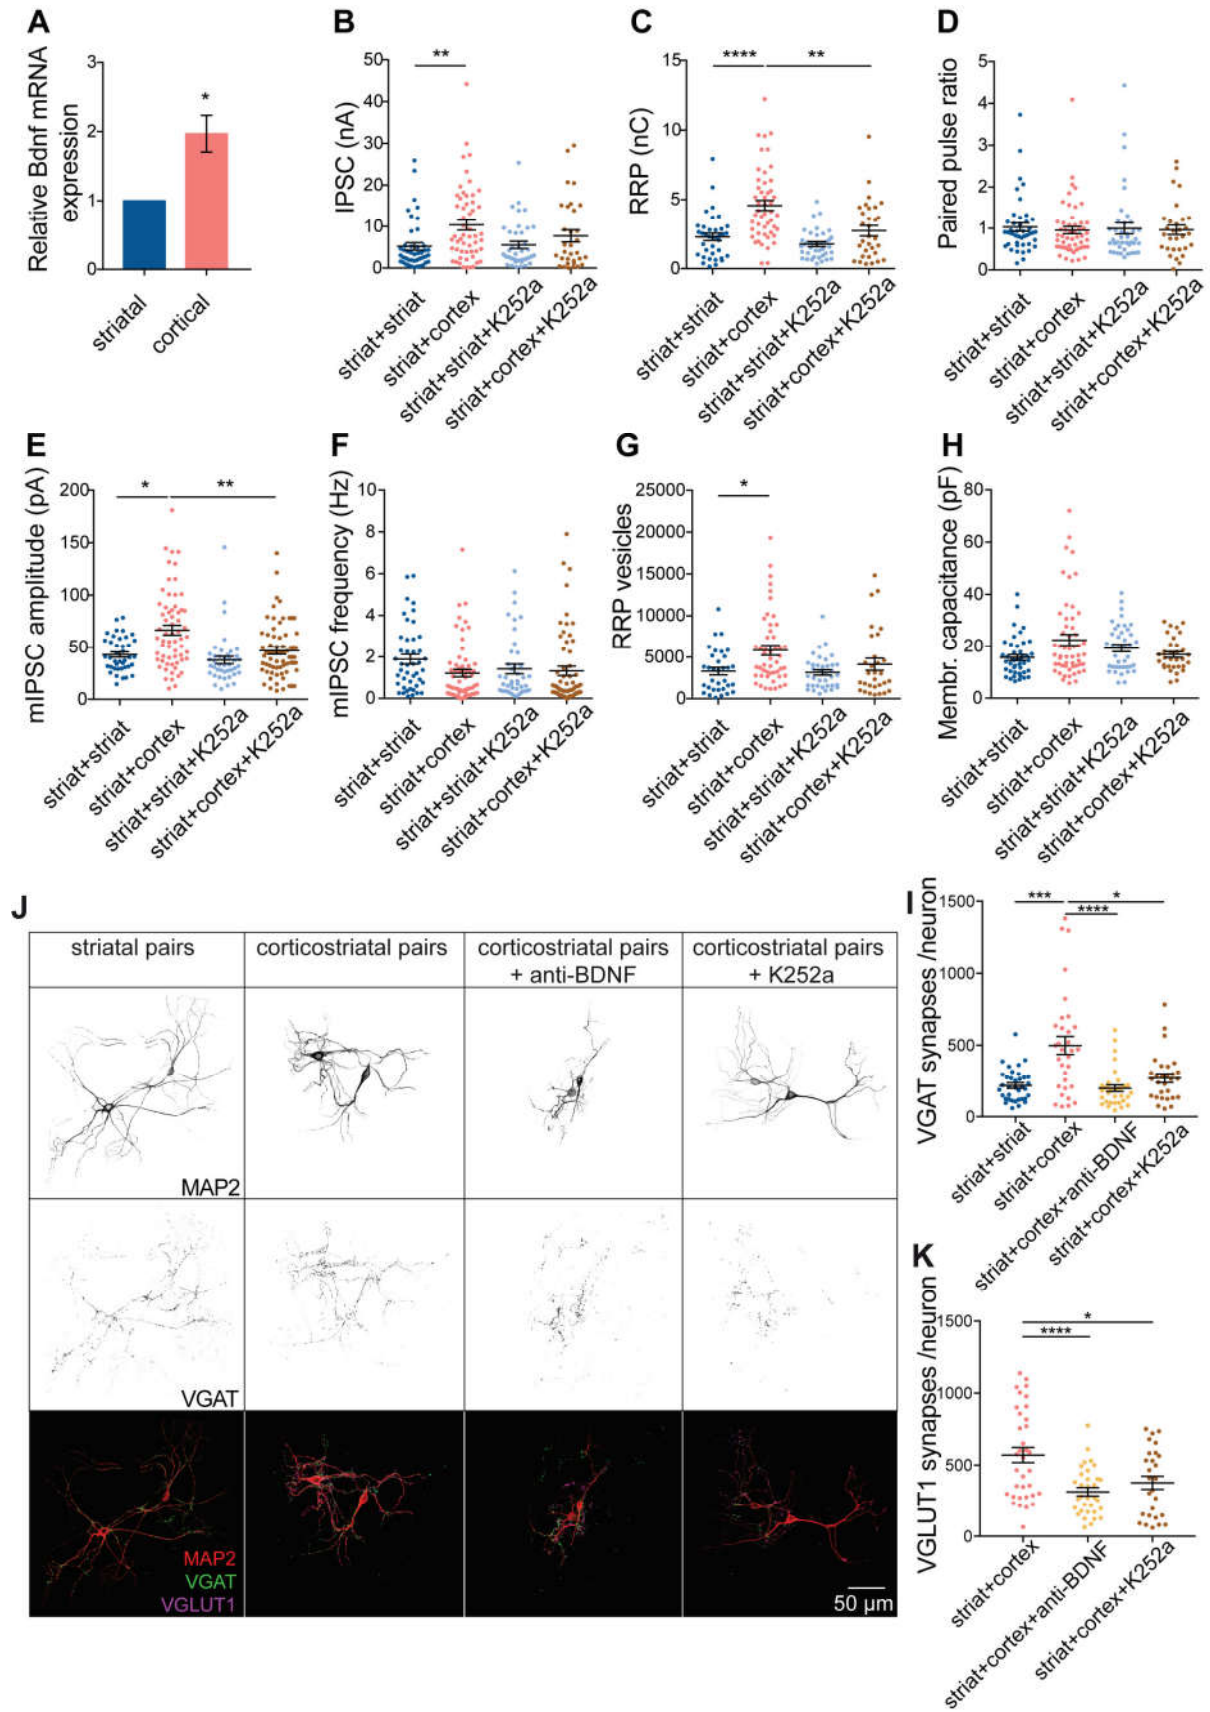 A
Relative Bdnf mRNA
expression
3
2
1
0
*
striatal
cortical
B
IPSC (nA)
50
40
30
20
10
0
**
striat+striat
striat+cortex
striat+striat+K252a
striat+cortex+K252a
C
RRP (nC)
15
10
5
0
****
**
striat+striat
striat+cortex
striat+striat+K252a
striat+cortex+K252a
D
Paired pulse ratio
5
4
3
2
1
0
striat+striat
striat+cortex
striat+striat+K252a
striat+cortex+K252a
E
mIPSC amplitude (pA)
200
150
100
50
0
*
**
striat+striat
striat+cortex
striat+striat+K252a
striat+cortex+K252a
F
mIPSC frequency (Hz)
10
8
6
4
2
0
striat+striat
striat+cortex
striat+striat+K252a
striat+cortex+K252a
G
RRP vesicles
25000
20000
15000
10000
5000
0
*
striat+striat
striat+cortex
striat+striat+K252a
striat+cortex+K252a
H
Membr. capacitance (pF)
80
60
40
20
0
striat+striat
striat+cortex
striat+striat+K252a
striat+cortex+K252a
J
striatal pairs
corticostriatal pairs
corticostriatal pairs
+ anti-BDNF
corticostriatal pairs
+ K252a
MAP2
VGAT
MAP2
VGAT
VGLUT1
50 µm
I
VGAT synapses /neuron
1500
1000
500
0
***
*
****
striat+striat
striat+cortex
striat+cortex+anti-BDNF
striat+cortex+K252a
K
VGLUT1 synapses /neuron
1500
1000
500
0
*
****
striat+cortex
striat+cortex+anti-BDNF
striat+cortex+K252a